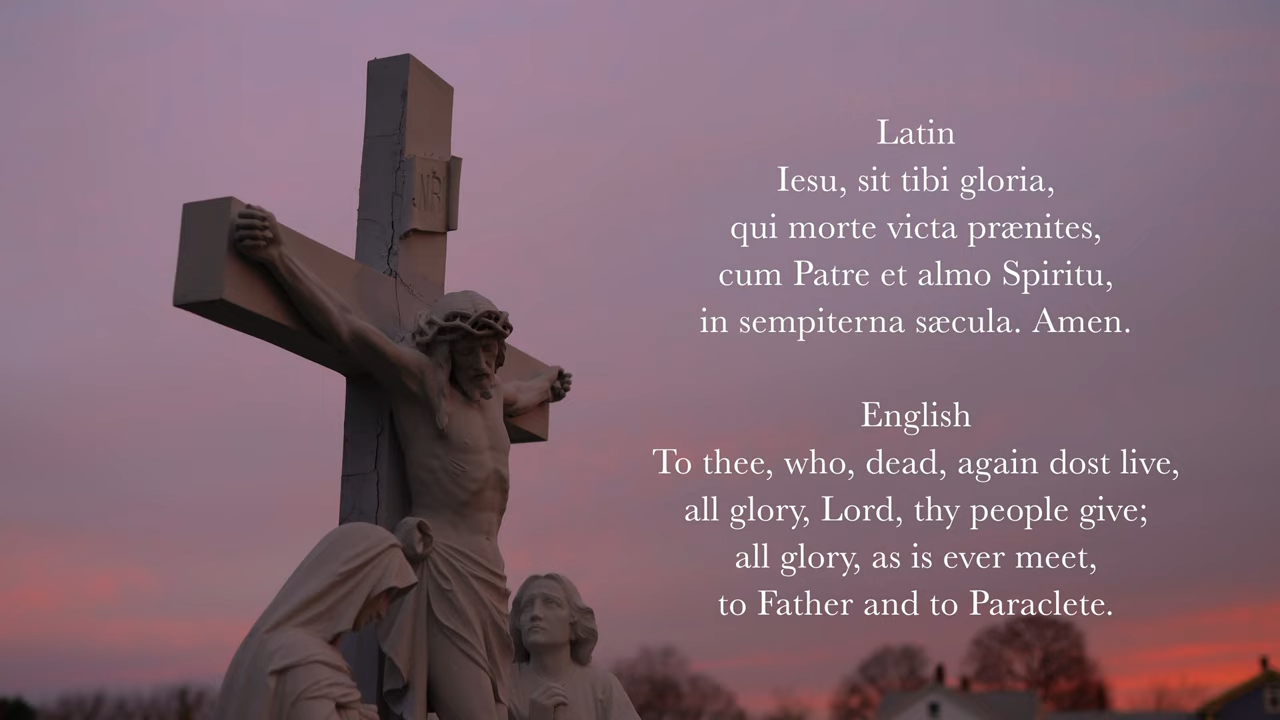 Latin
Iesu, sit tibi gloria,
qui morte victa prænites,
cum Patre et almo Spiritu,
in sempiterna sæcula. Amen.
English
To thee, who, dead, again dost live,
all glory, Lord, thy people give;
all glory, as is ever meet,
to Father and to Paraclete.